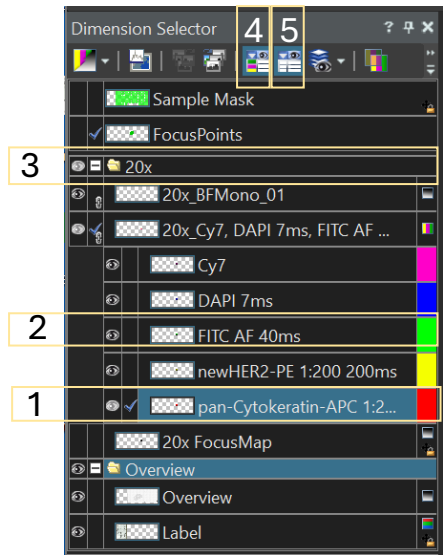 Dimension Selector
4
5
Sample Mask
FocusPoints
3
20x
20x_BFMono_01
20x_Cy7, DAPI 7ms, FITC AF ...
Cy7
DAPI 7ms
2
FITC AF 40ms
newHER2-PE 1:200 200ms
1
pan-Cytokeratin-APC 1:2...
20x FocusMap
Overview
Overview
Label